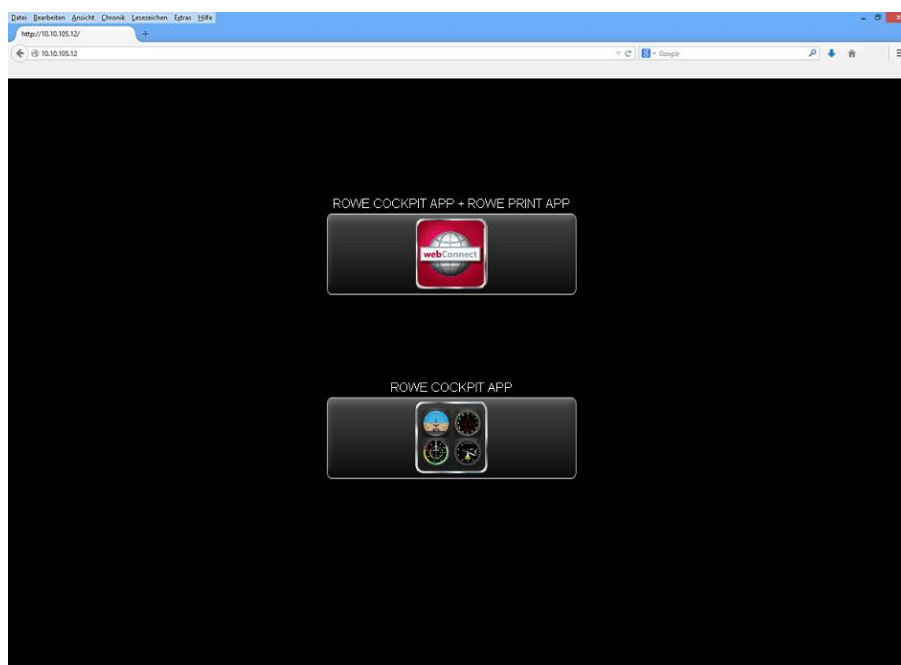 Datei Bearbeiten Ansicht Chronik Lesezeichen Extras Hilfe
http://10.10.105.12/
10.10.105.12
Google
ROWE COCKPIT APP + ROWE PRINT APP
webConnect
ROWE COCKPIT APP